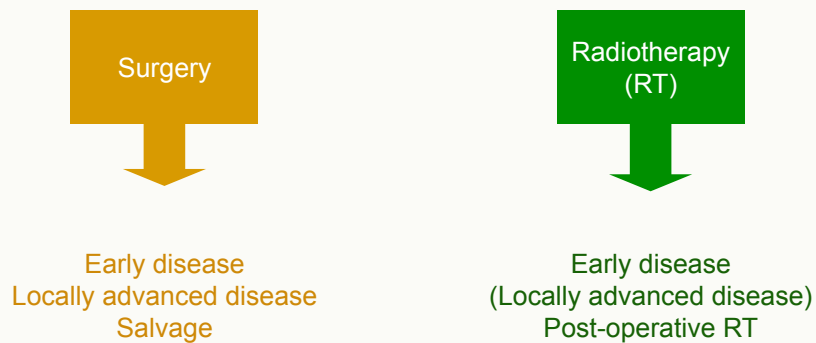 Surgery
Radiotherapy
(RT)
Early disease
Locally advanced disease
Salvage
Early disease
(Locally advanced disease)
Post-operative RT